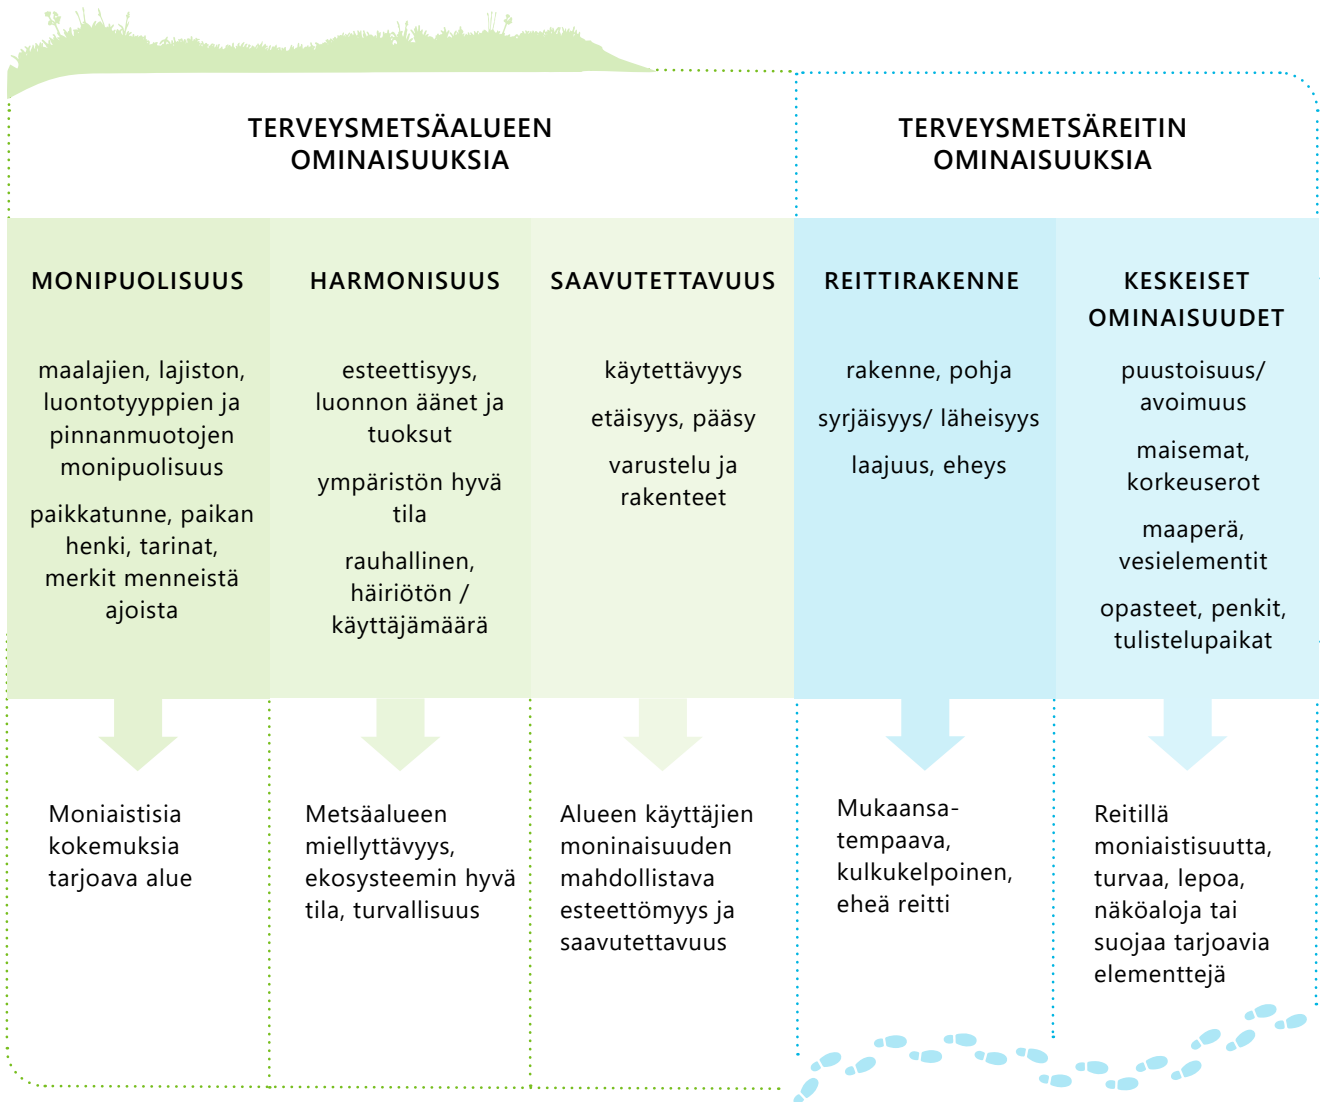 TERVEYSMETSÄALUEEN
OMINAISUUKSIA
TERVEYSMETSÄREITIN
OMINAISUUKSIA
MONIPUOLISUUS
maalajien, lajiston,
luontotyyppien ja
pinnanmuotojen
monipuolisuus
paikkatunne, paikan
henki, tarinat,
merkit menneistä
ajoista
Moniaistisia
kokemuksia
tarjoava alue
HARMONISUUS
esteettisyys,
luonnon äänet ja
tuoksut
ympäristön hyvä
tila
rauhallinen,
häiriötön /
käyttäjämäärä
Metsäalueen
miellyttävyys,
ekosysteemin hyvä
tila, turvallisuus
SAAVUTETTAVUUS
käytettävyys
etäisyys, pääsy
varustelu ja
rakenteet
Alueen käyttäjien
moninaisuuden
mahdollistava
esteettömyys ja
saavutettavuus
REITTIRAKENNE
rakenne, pohja
syrjäisyys/ läheisyys
laajuus, eheys
Mukaansa-
tempaava,
kulkukelpoinen,
eheä reitti
KESKEISET
OMINAISUUDET
puustoisuus/
avoimuus
maisemat,
korkeuserot
maaperä,
vesielementit
opasteet, penkit,
tulistelupaikat
Reitillä
moniaistisuutta,
turvaa, lepoa,
näköaloja tai
suojaa tarjoavia
elementtejä